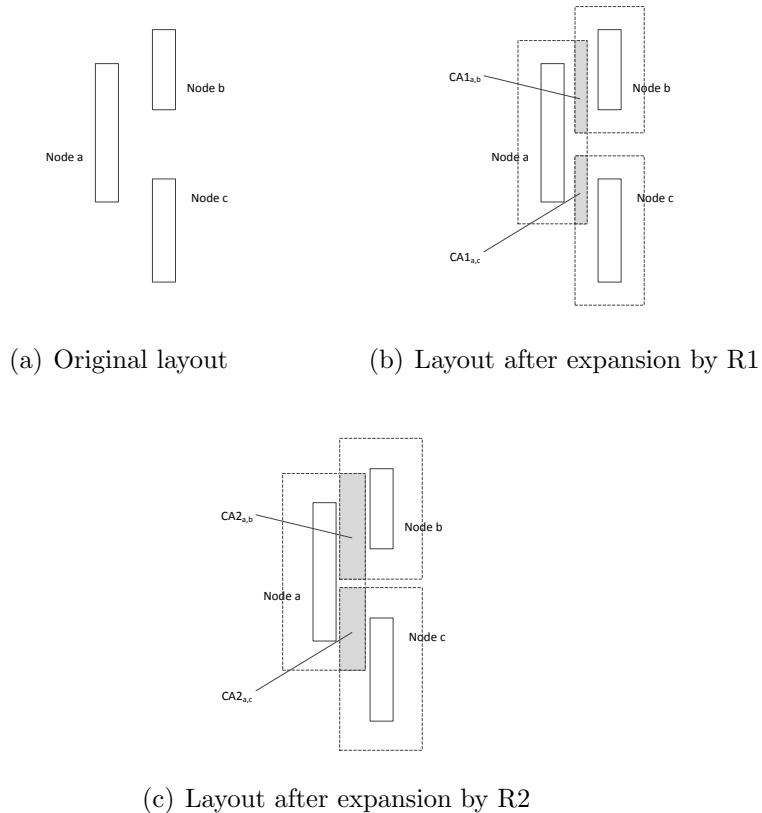 Node b
Node a
Node c
CA1a,b
Node b
Node a
Node c
CA1a,c
(a) Original layout
(b) Layout after expansion by R1
CA2a,b
Node b
Node a
Node c
CA2a,c
(c) Layout after expansion by R2